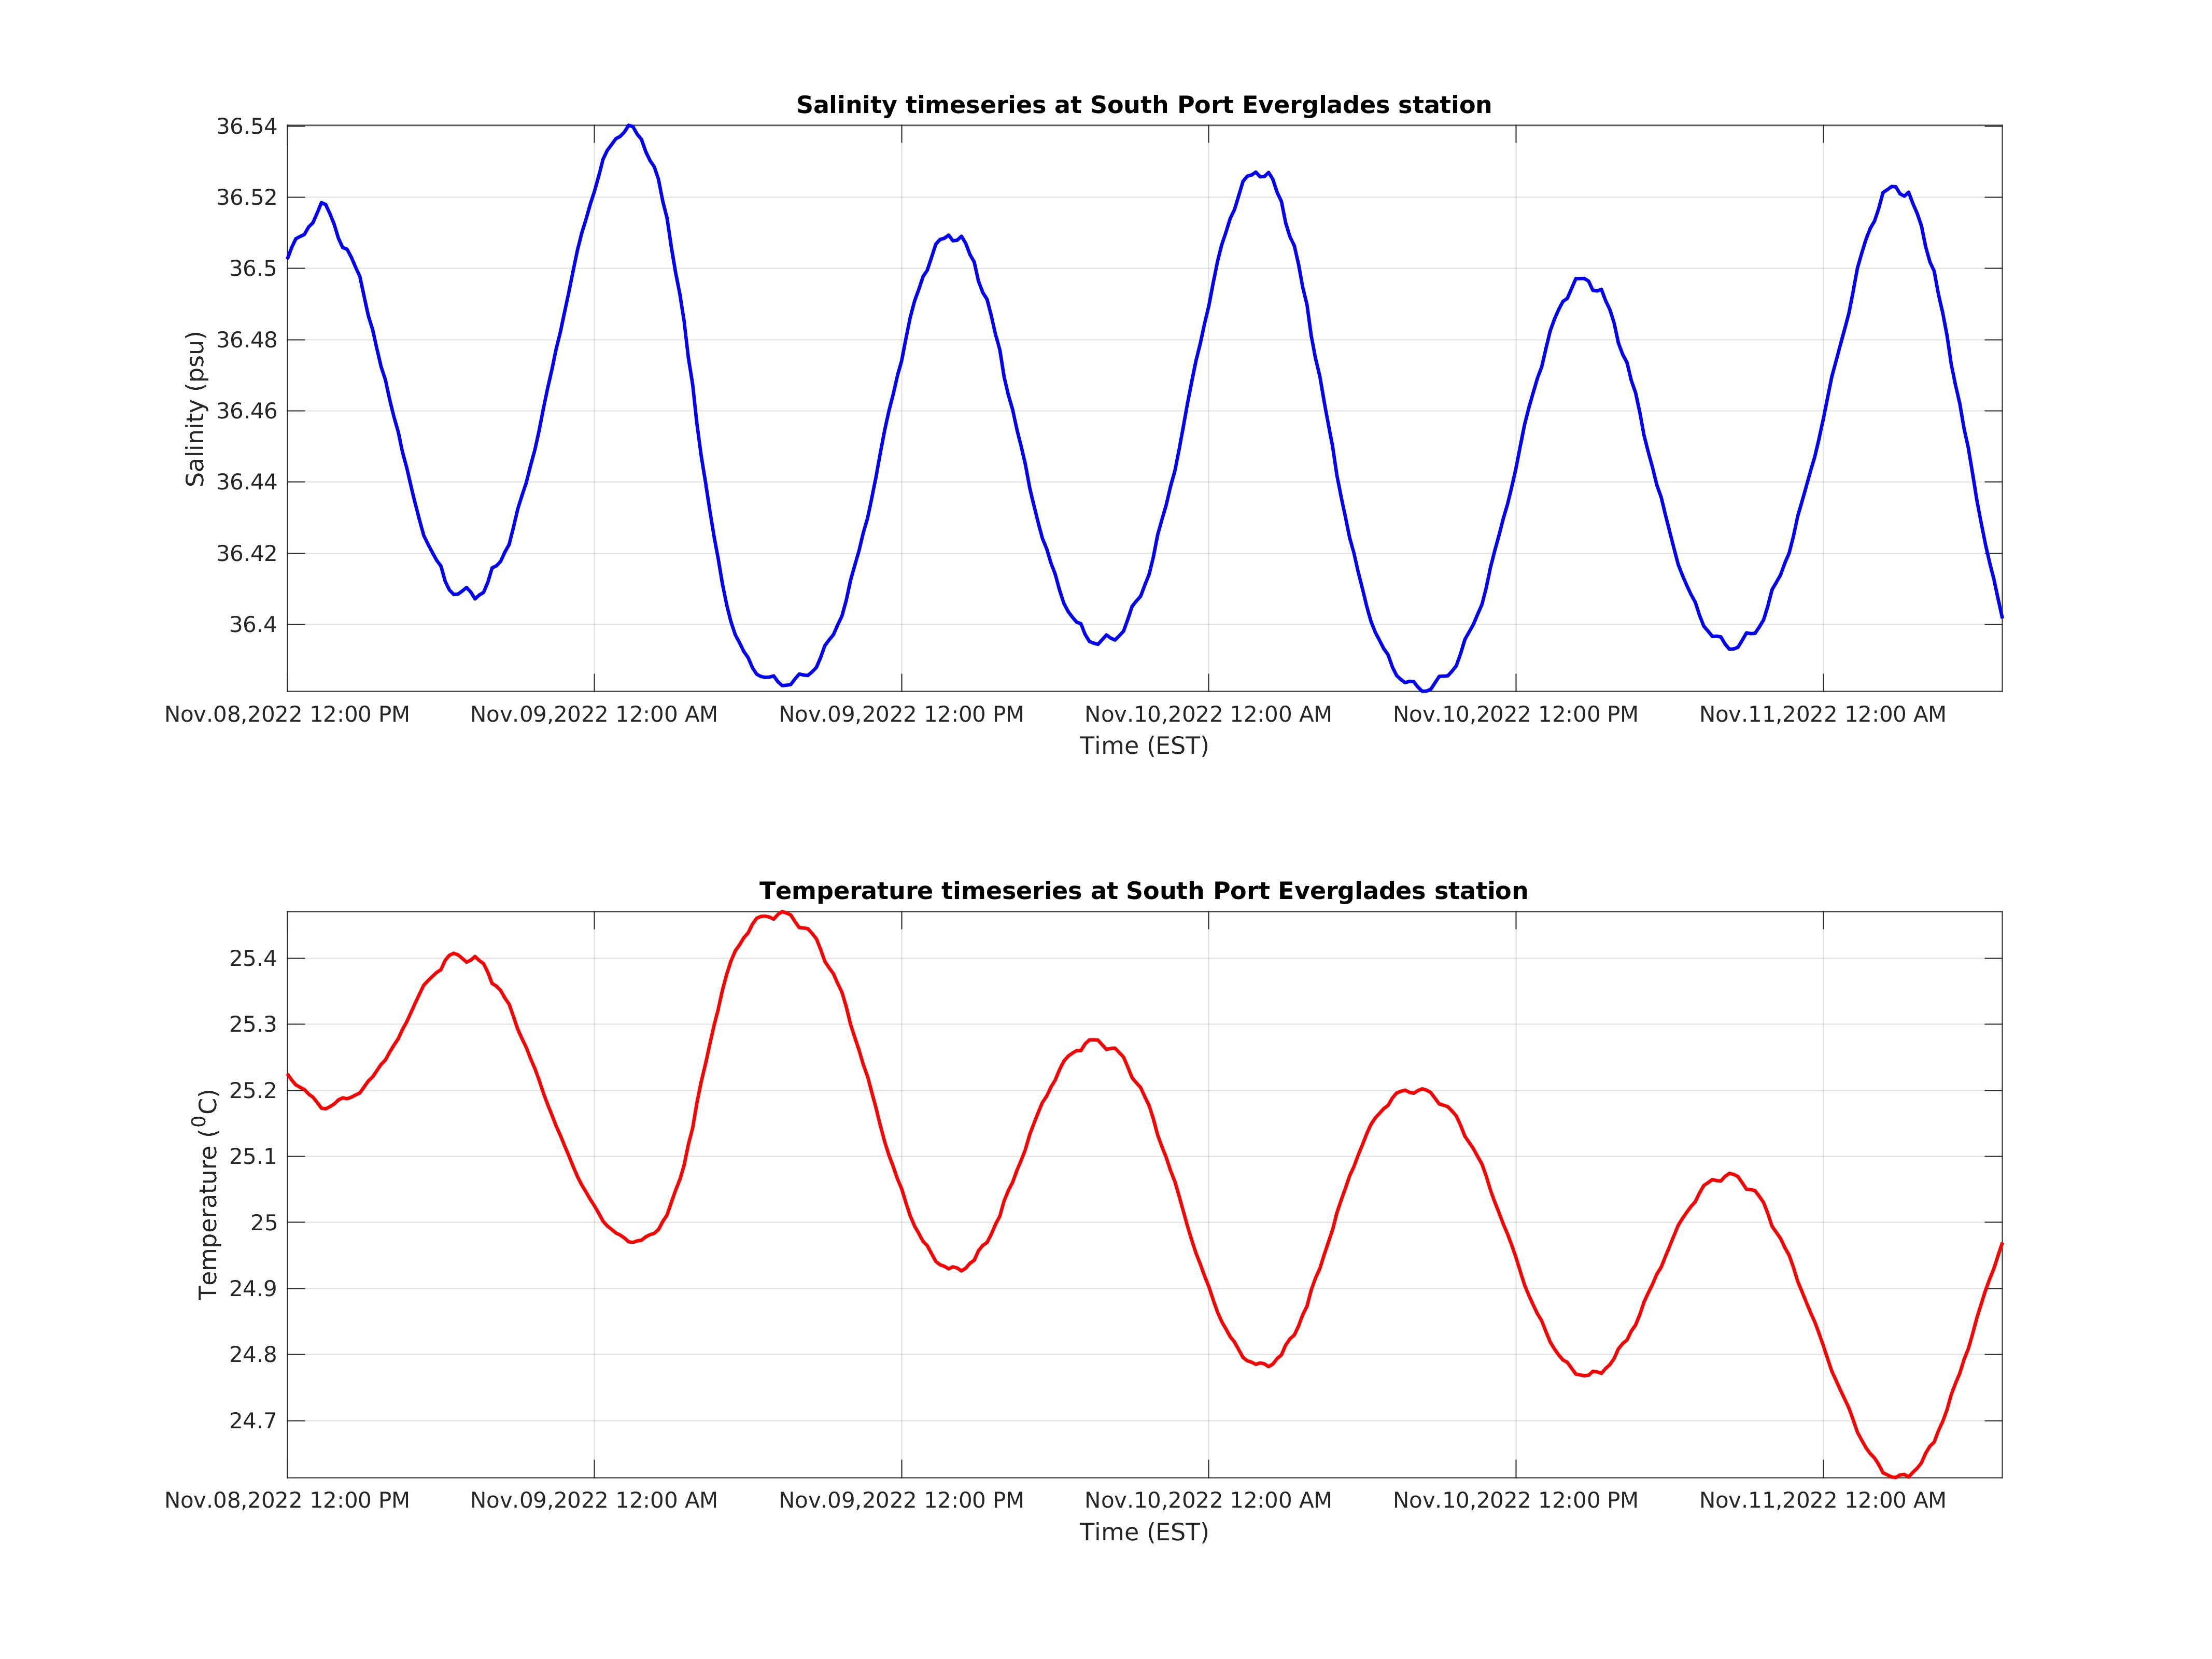 Salinity timeseries at South Port Everglades station
36.54
36.52
36.5
36.48
36.46
36.44
36.42
36.4
Salinity (psu)
Nov.08,2022 12:00 PM Nov.09,2022 12:00 AM Nov.09,2022 12:00 PM Nov.10,2022 12:00 AM Nov.10,2022 12:00 PM Nov.11,2022 12:00 AM
Time (EST)
Temperature timeseries at South Port Everglades station
25.4
25.3
25.2
25.1
25
24.9
24.8
24.7
Temperature (⁰C)
Nov.08,2022 12:00 PM Nov.09,2022 12:00 AM Nov.09,2022 12:00 PM Nov.10,2022 12:00 AM Nov.10,2022 12:00 PM Nov.11,2022 12:00 AM
Time (EST)